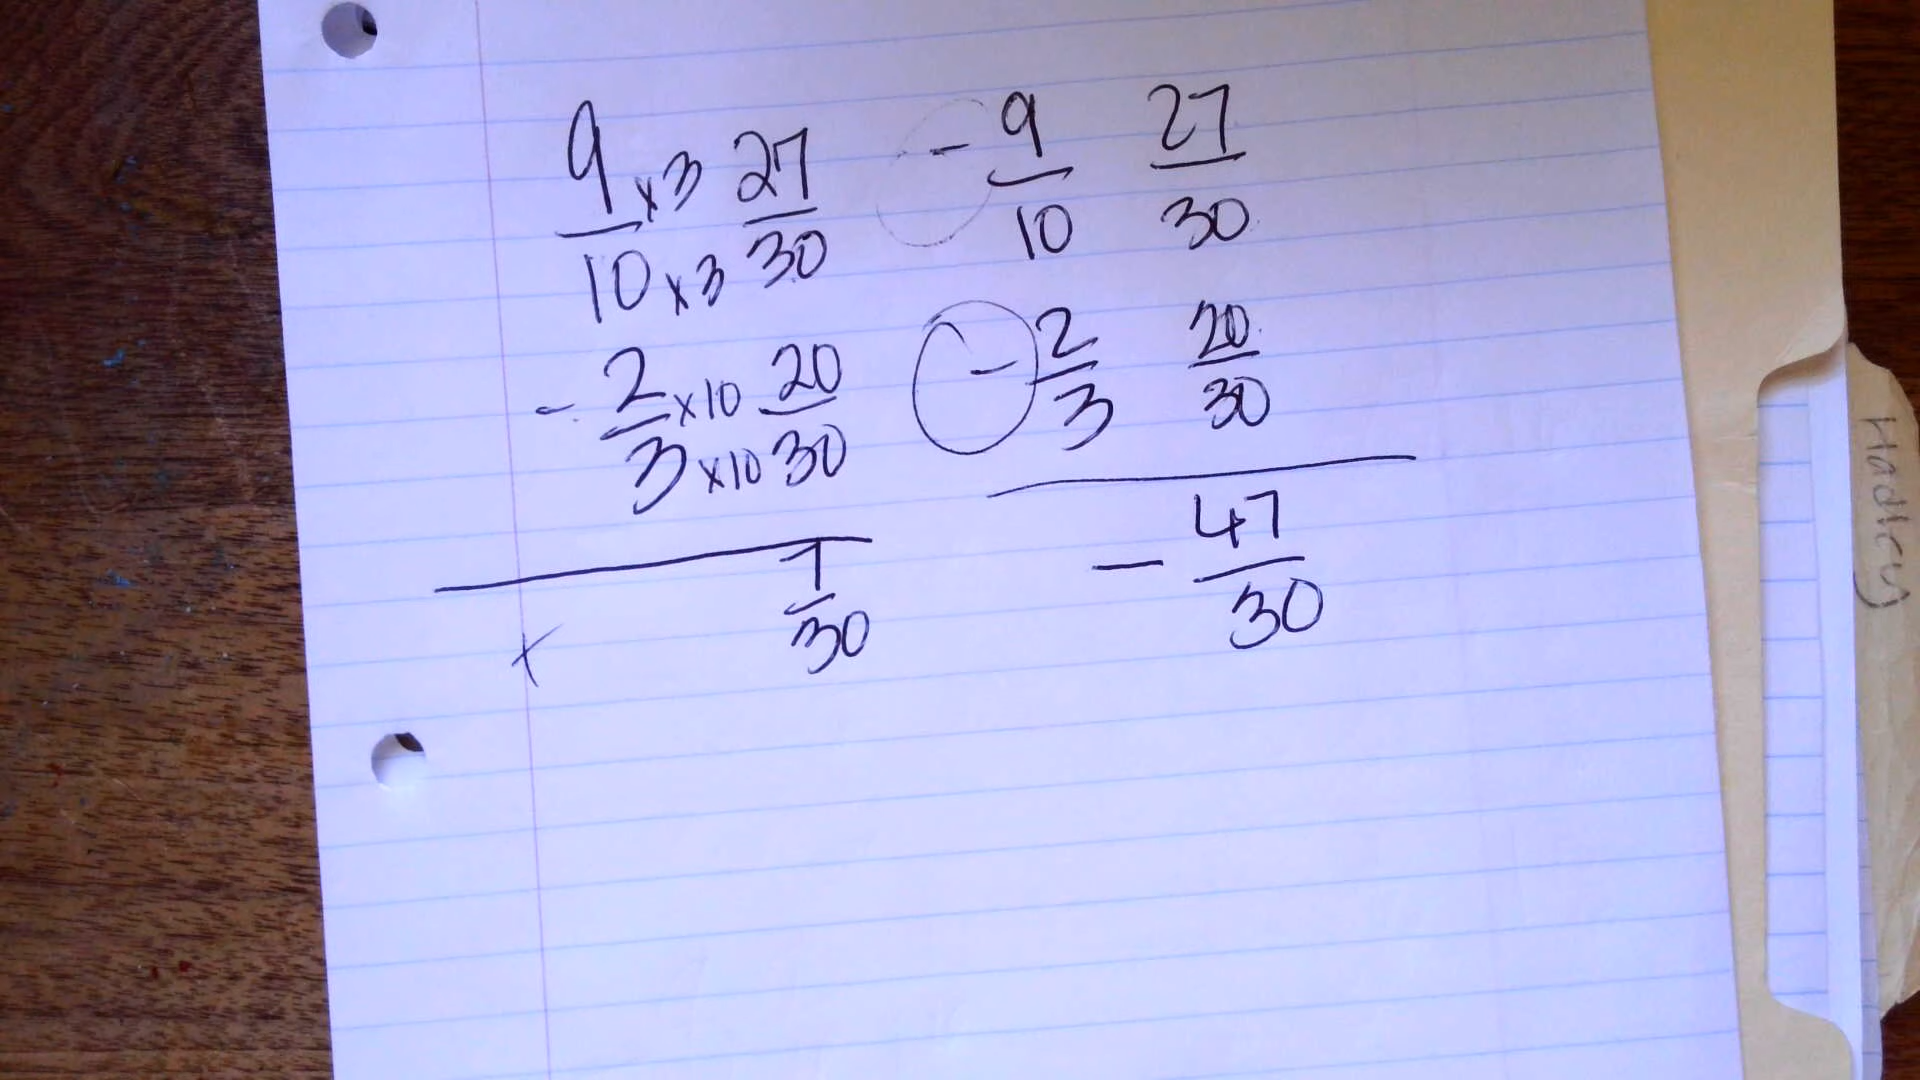 9/10 x3/x3 27/30
- 2/3 x10/x10 20/30
7/30
x
- 9/10 27/30
- 2/3 20/30
- 47/30
Hadley